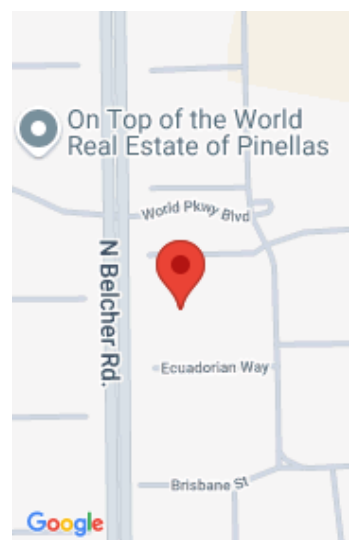 On Top of the World
Real Estate of Pinellas
World Pkwy Blvd
N Belcher Rd.
Ecuadorian Way
Brisbane St
Google